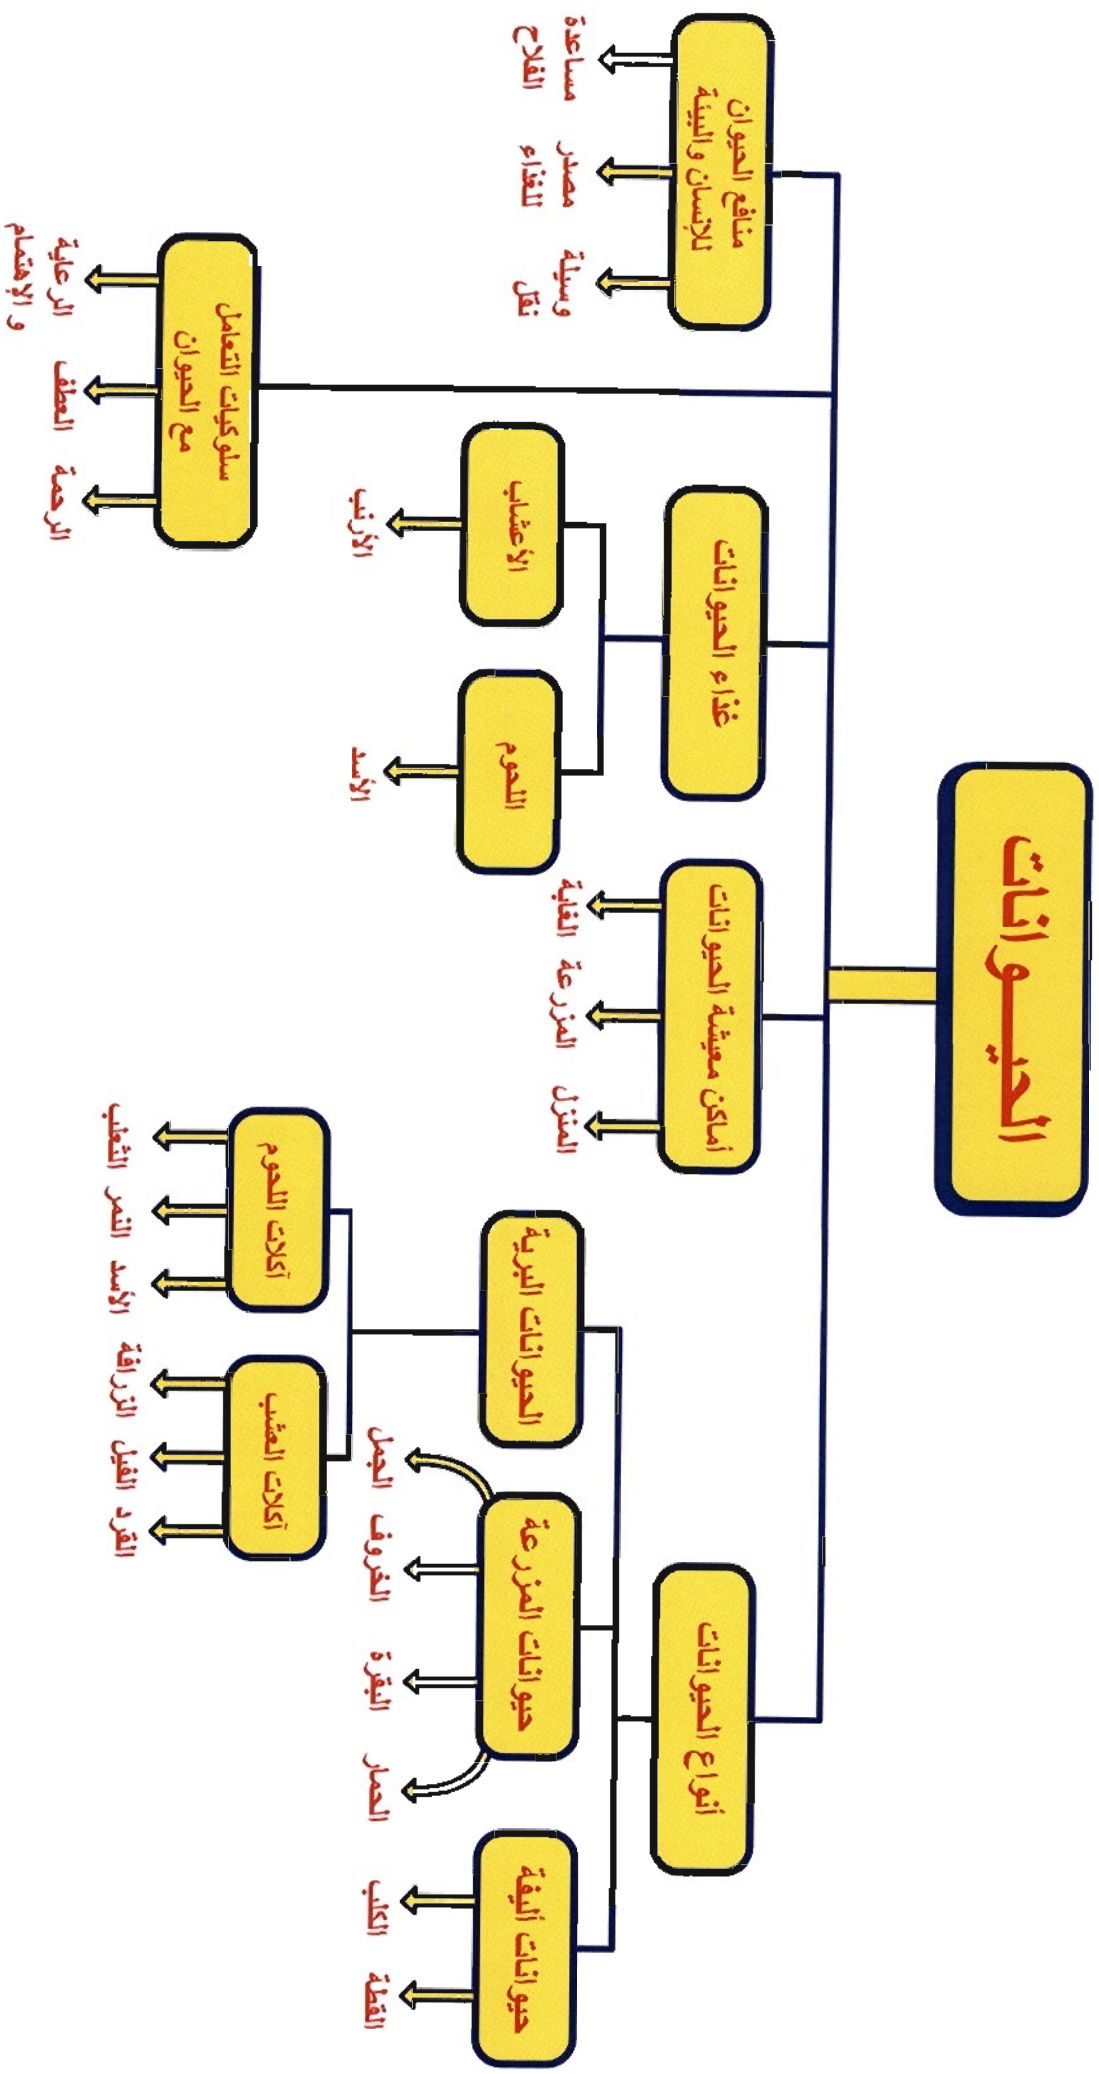 الحيـوانات
أنواع الحيوانات
أماكن معيشة الحيوانات
غذاء الحيوانات
منافع الحيوان
للإنسان والبيئة
سلوكيات التعامل
مع الحيوان
حيوانات أليفة
حيوانات المزرعة
الحيوانات البرية
القطة
الكلب
الحمار
البقرة
الخروف
الجمل
آكلات العشب
آكلات اللحوم
القرد
الفيل
الزرافة
الأسد
النمر
الثعلب
المنزل
المزرعة
الغابة
اللحوم
الأعشاب
الأسد
الأرنب
وسيلة
نقل
مصدر
للغذاء
مساعدة
الفلاح
الرحمة
العطف
الرعاية
و الإهتمام